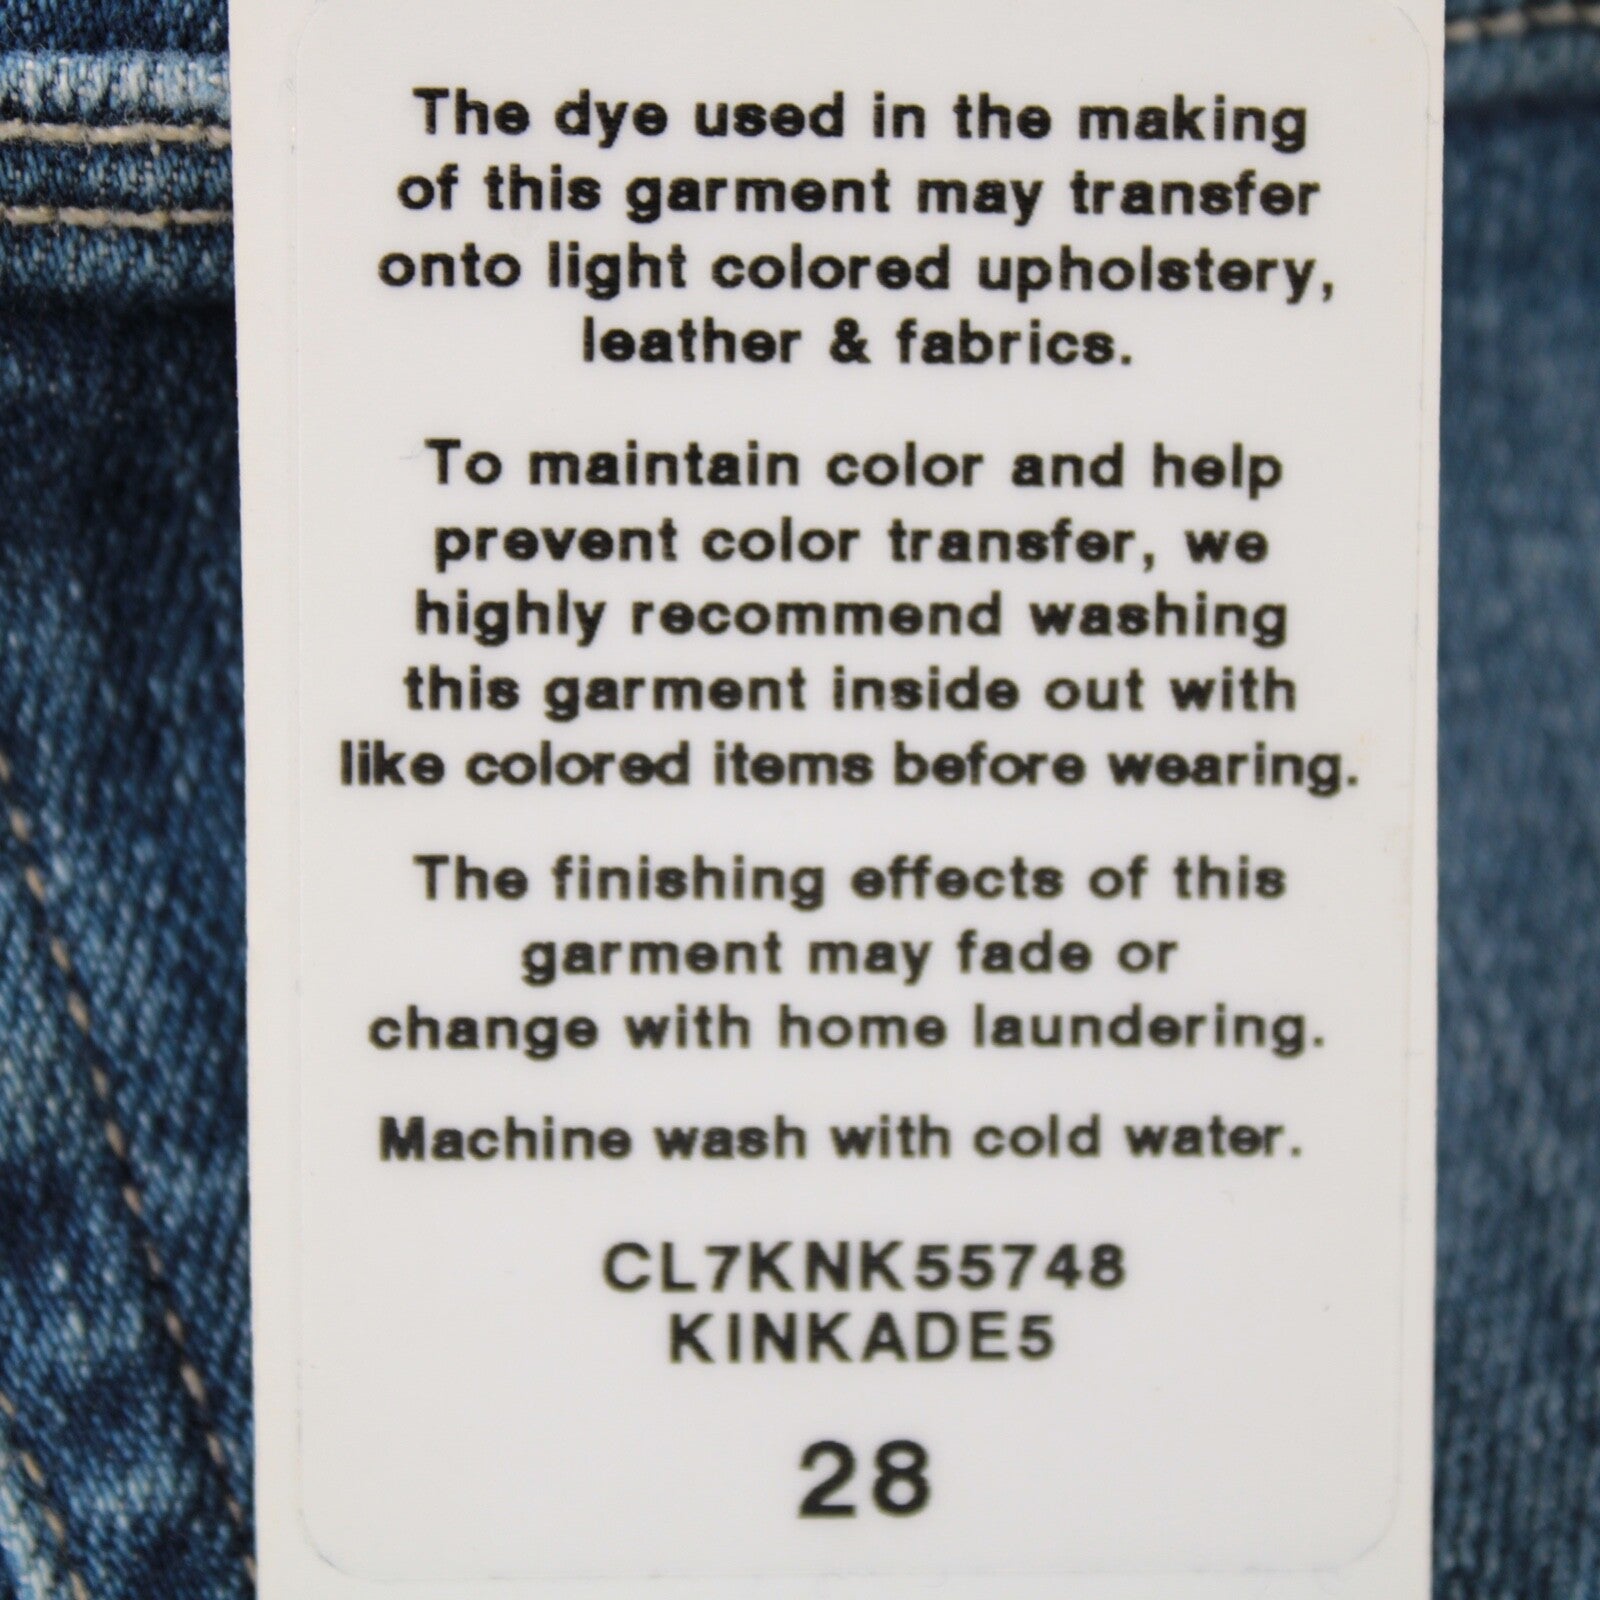 The dye used in the making
of this garment may transfer
onto light colored upholstery,
leather & fabrics.
To maintain color and help
prevent color transfer, we
highly recommend washing
this garment inside out with
like colored items before wearing.
The finishing effects of this
garment may fade or
change with home laundering.
Machine wash with cold water.
CL7KNK55748
KINKADE5
28